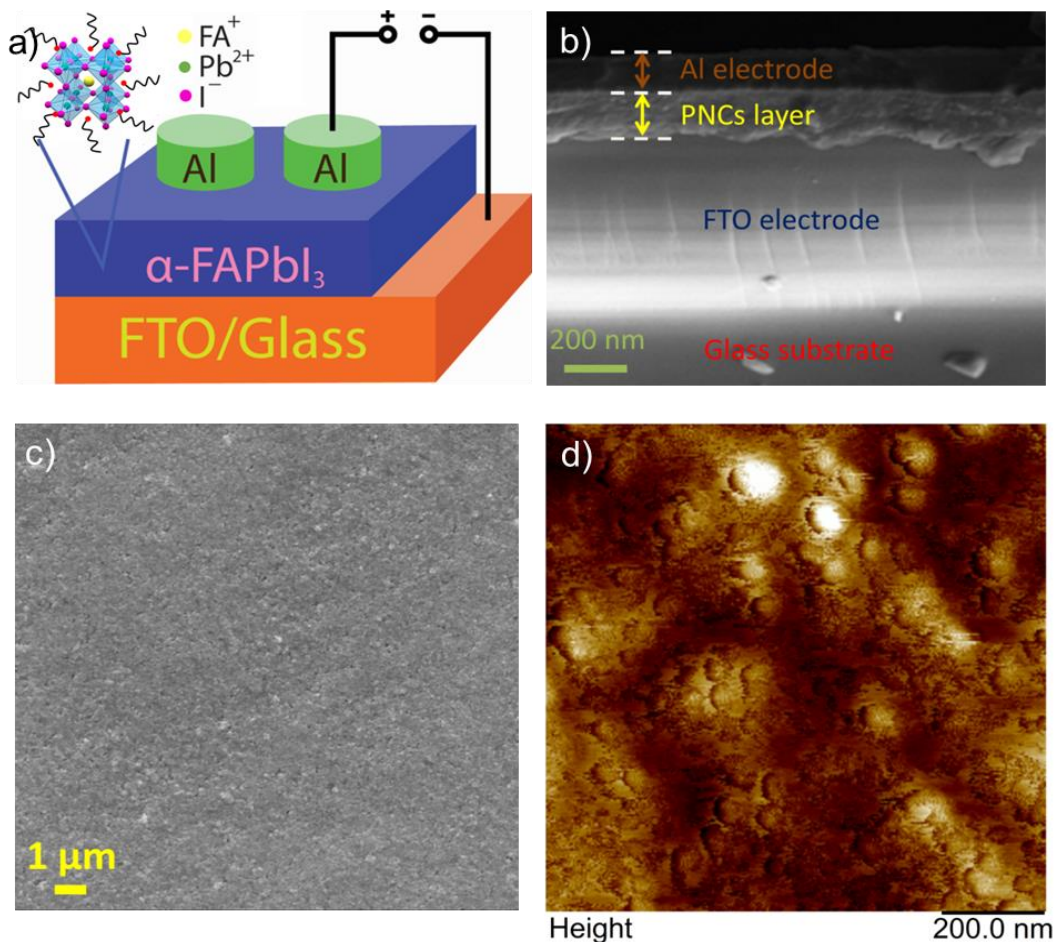 a)
FA⁺
Pb²⁺
I⁻
+ −
Al Al
α-FAPbI₃
FTO/Glass
b)
Al electrode
PNCs layer
FTO electrode
200 nm
Glass substrate
c)
1 μm
d)
Height 200.0 nm